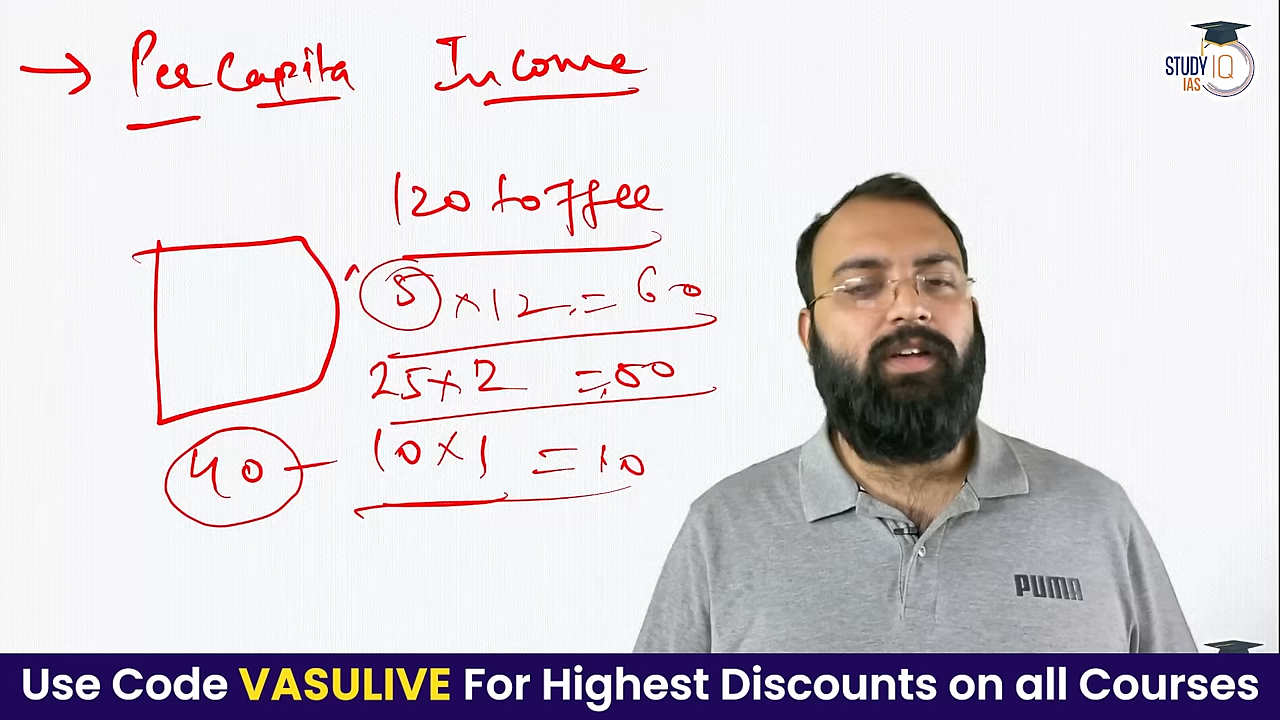 → Per Capita Income
STUDY IQ
IAS
120 toffee
5 × 12 = 60
25 × 2 = 50
40 - 10 × 1 = 10
PUMA
Use Code VASULIVE For Highest Discounts on all Courses